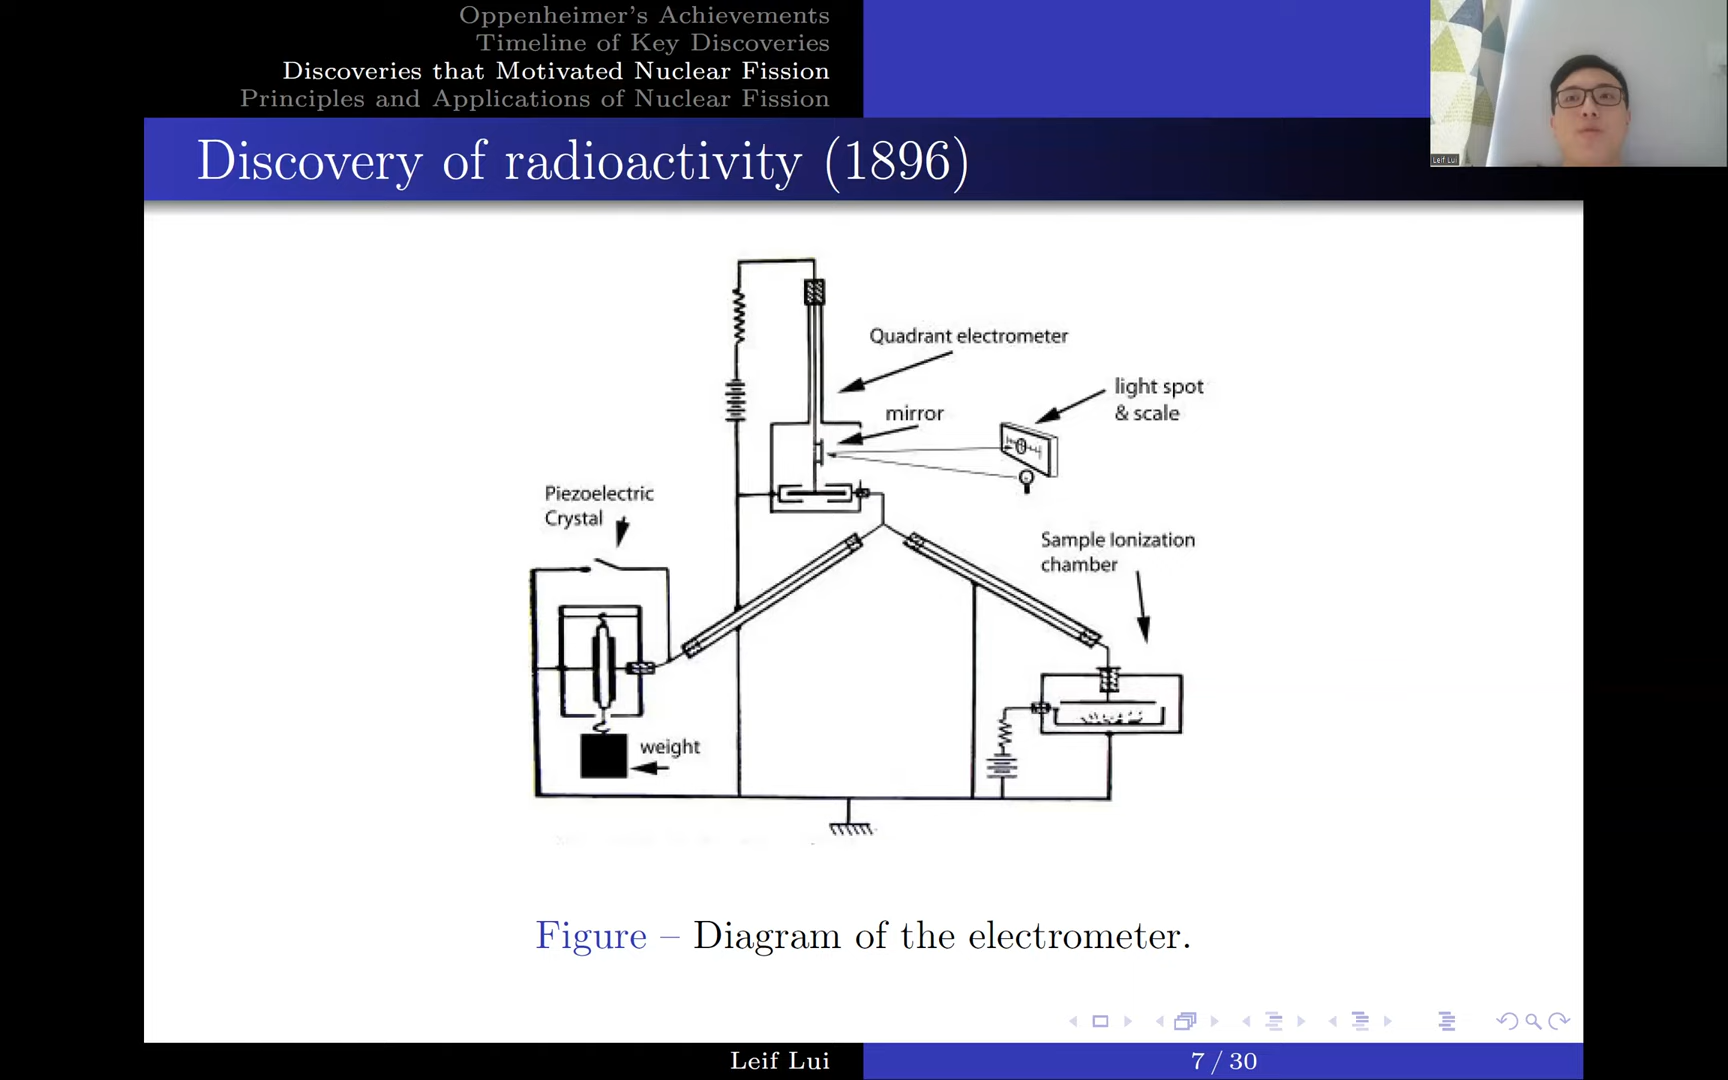 Oppenheimer's Achievements
Timeline of Key Discoveries
Discoveries that Motivated Nuclear Fission
Principles and Applications of Nuclear Fission
Leif Lui
Discovery of radioactivity (1896)
Quadrant electrometer
light spot
& scale
mirror
Piezoelectric
Crystal
Sample Ionization
chamber
weight
Figure – Diagram of the electrometer.
Leif Lui
7 / 30